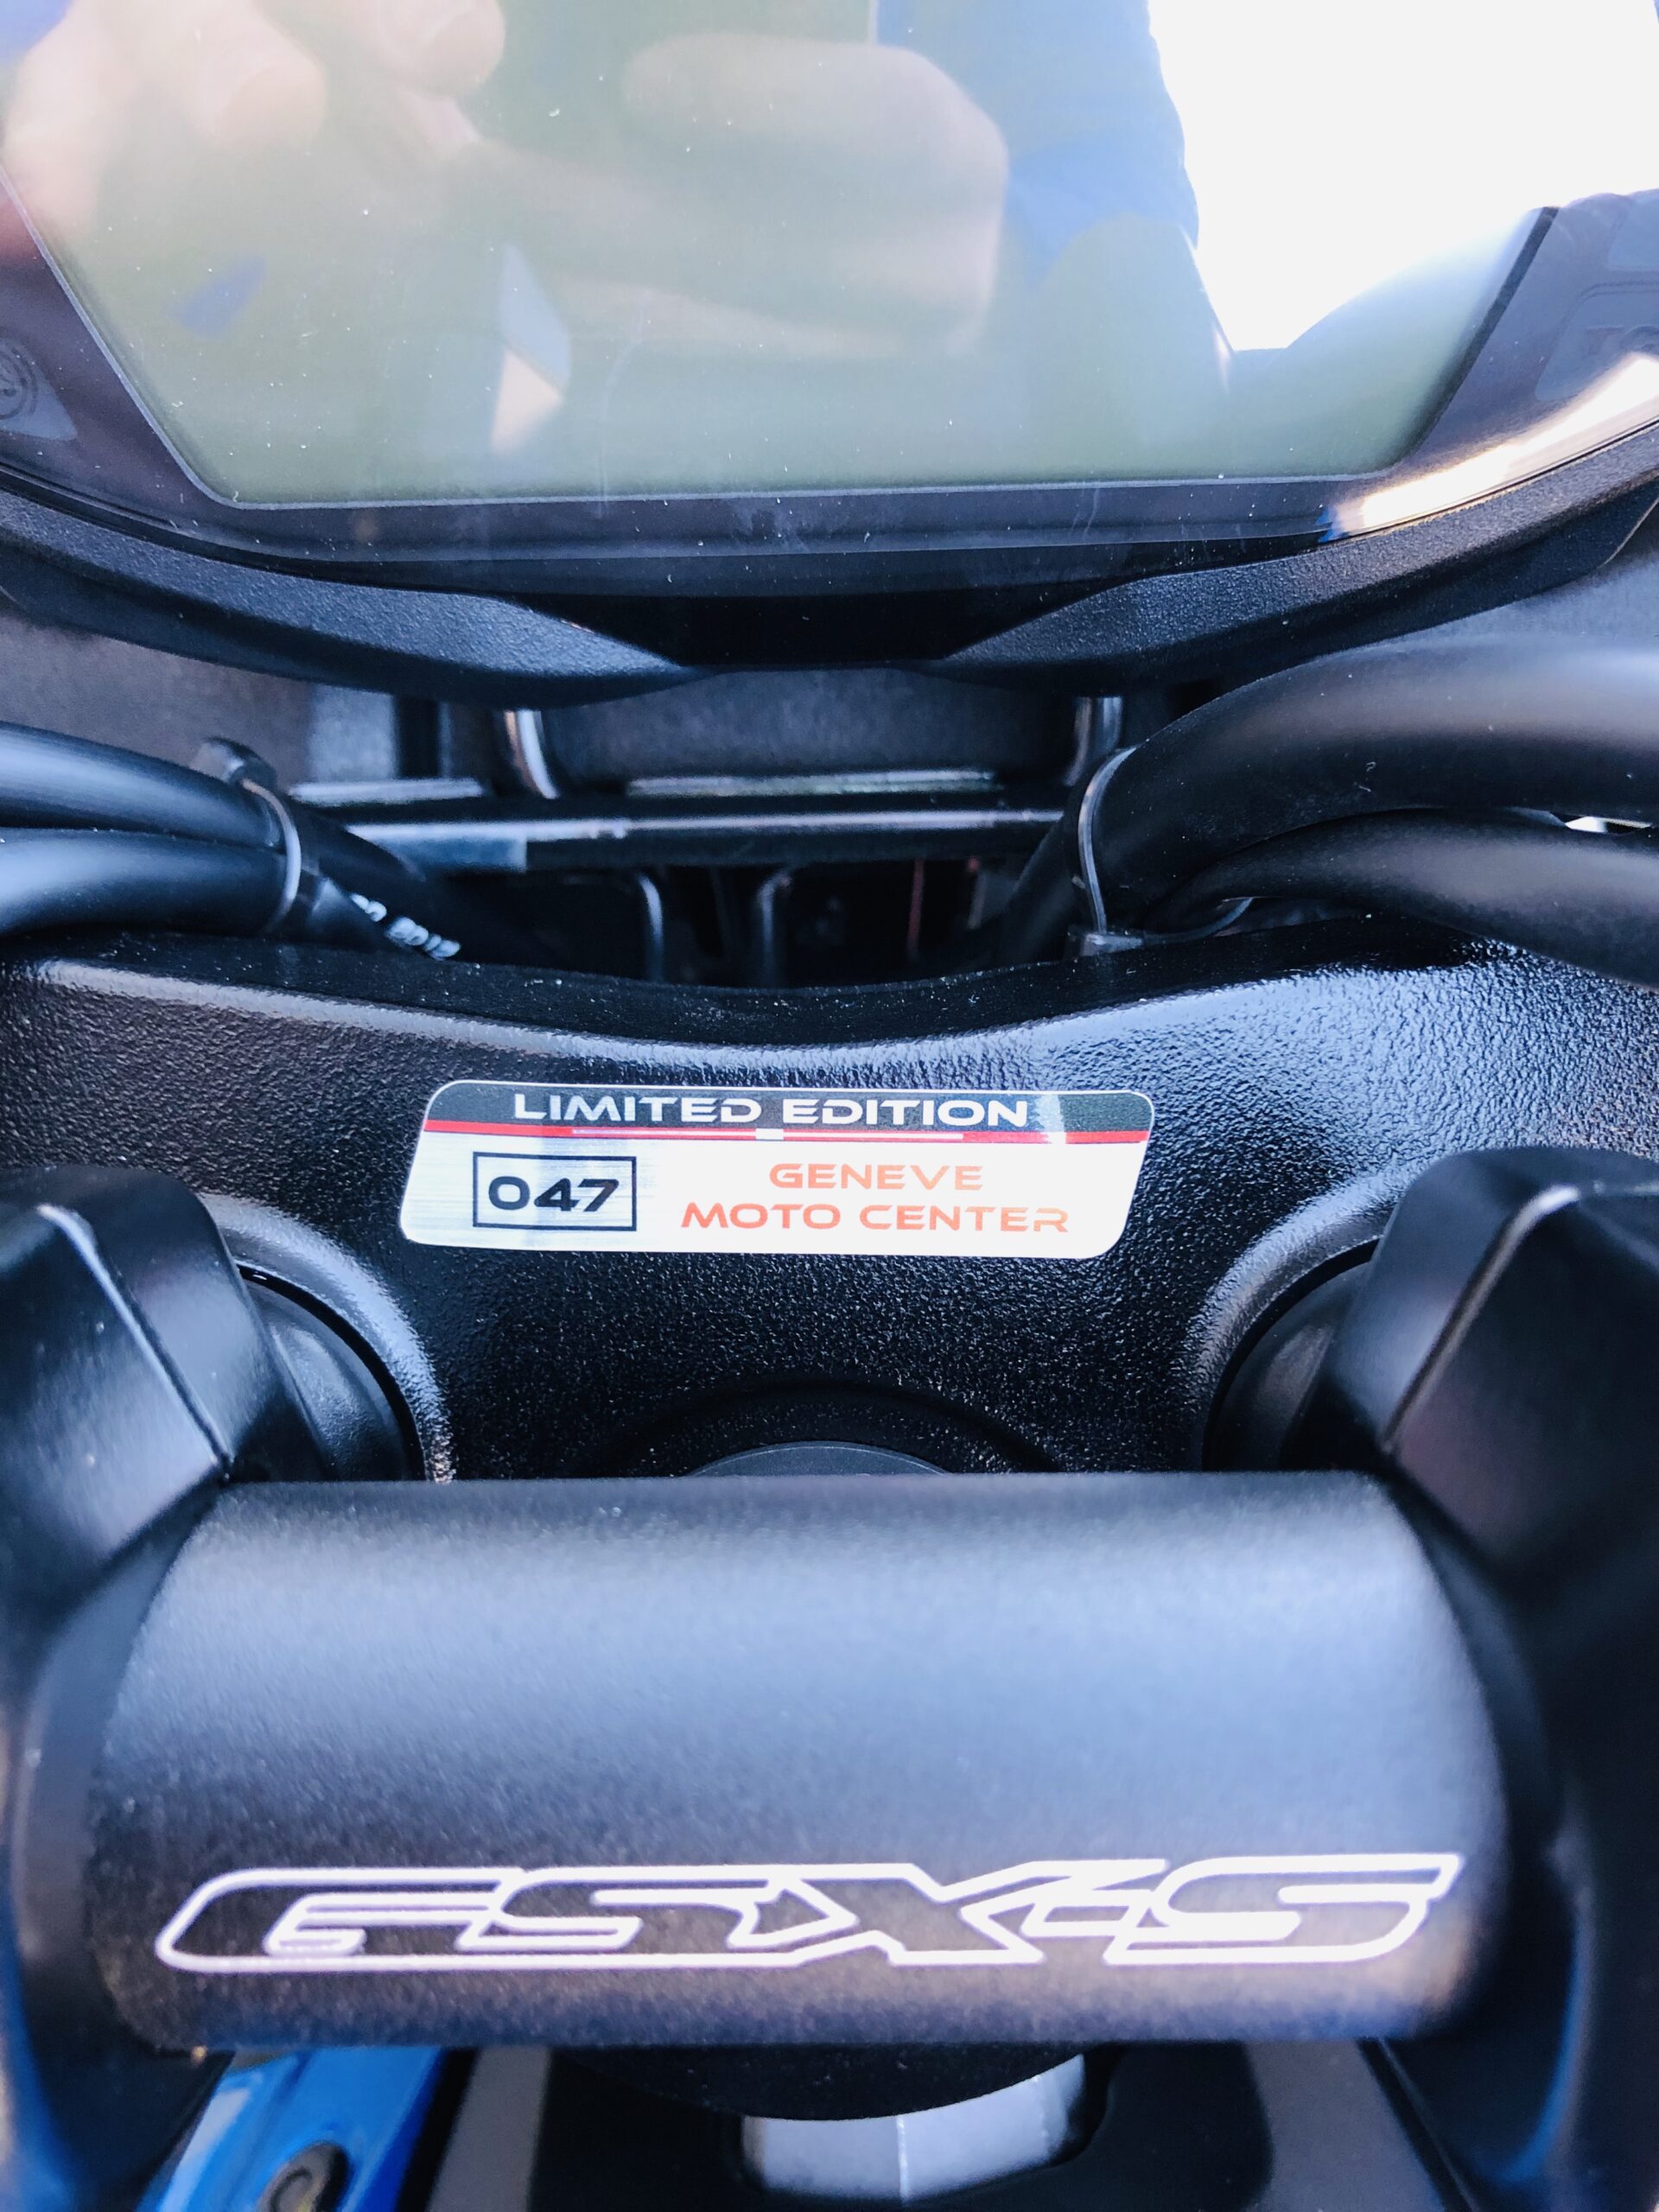 LIMITED EDITION
047
GENEVE
MOTO CENTER
GSX-S